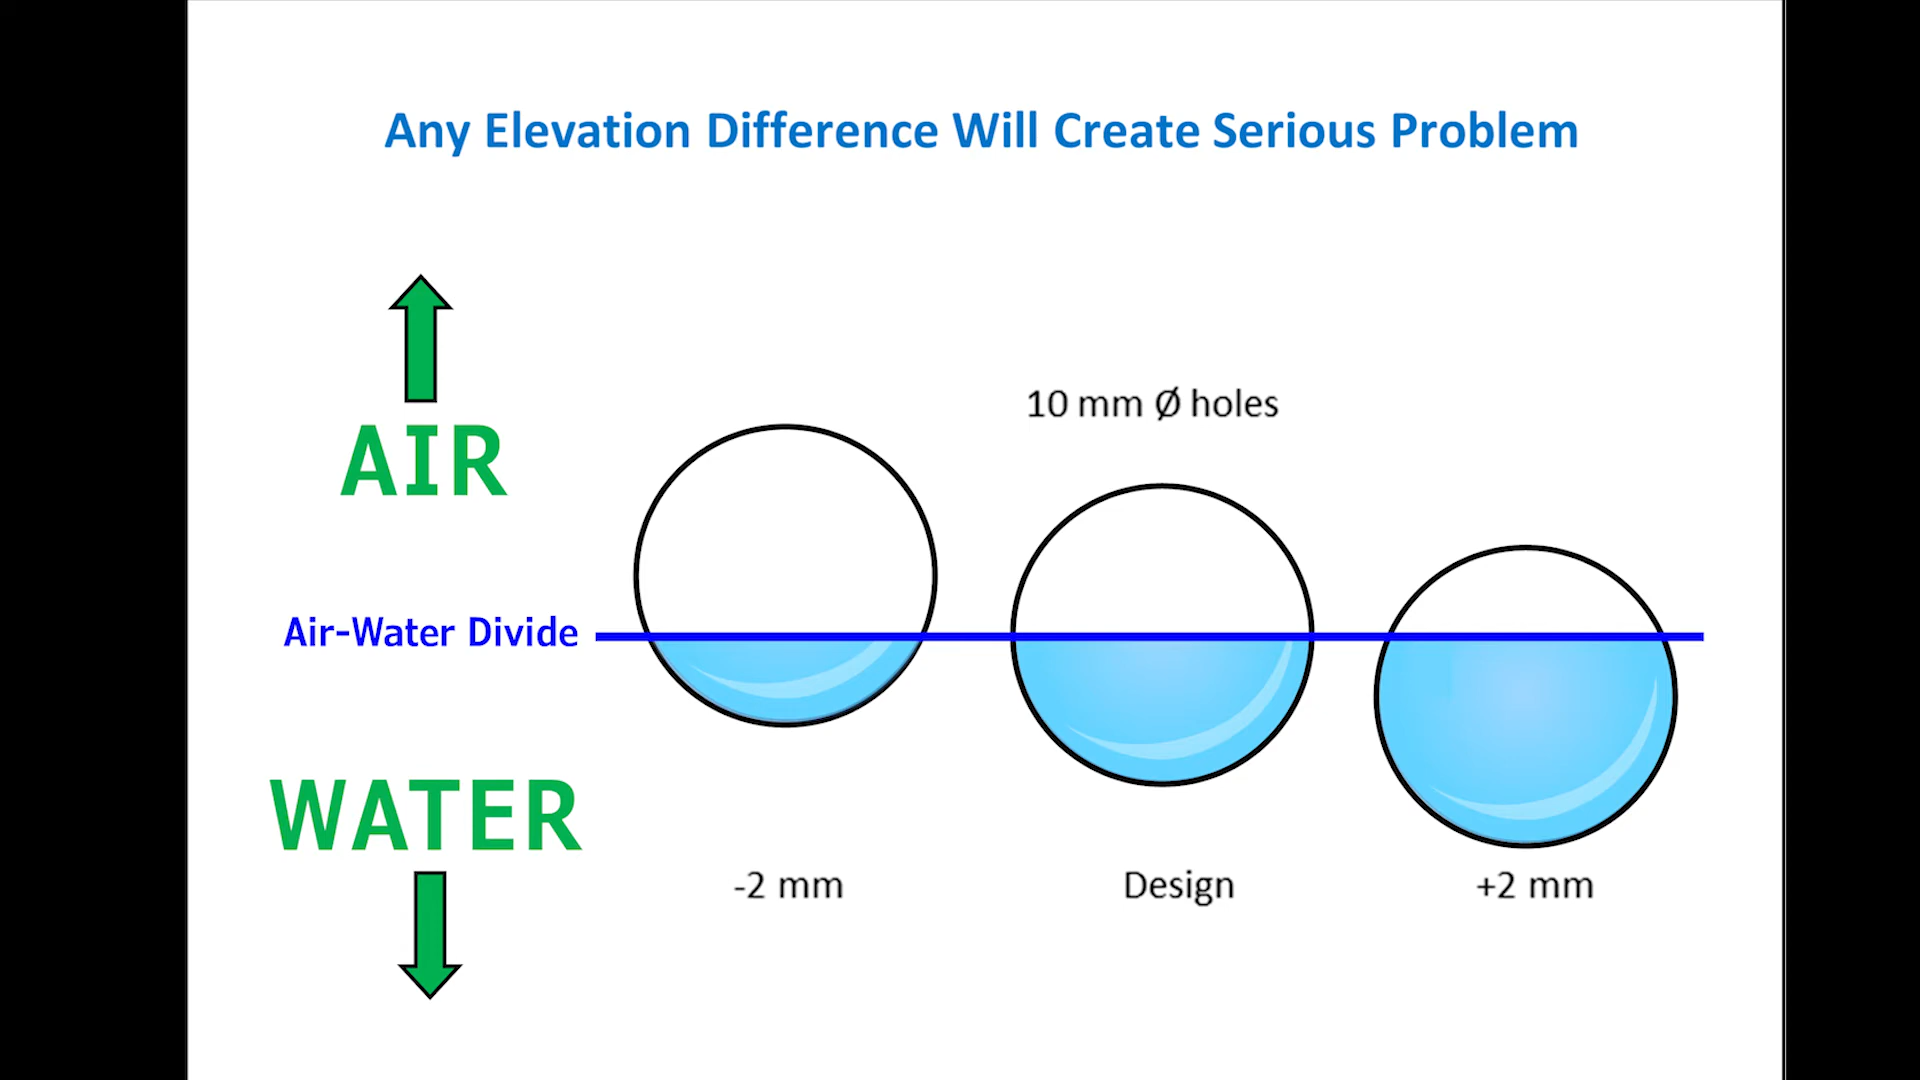 Any Elevation Difference Will Create Serious Problem
10 mm Ø holes
AIR
Air-Water Divide
WATER
-2 mm
Design
+2 mm